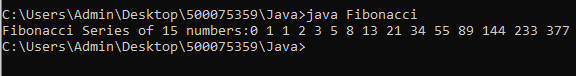 C:\Users\Admin\Desktop\500075359\Java>java Fibonacci
Fibonacci Series of 15 numbers:0 1 1 2 3 5 8 13 21 34 55 89 144 233 377
C:\Users\Admin\Desktop\500075359\Java>